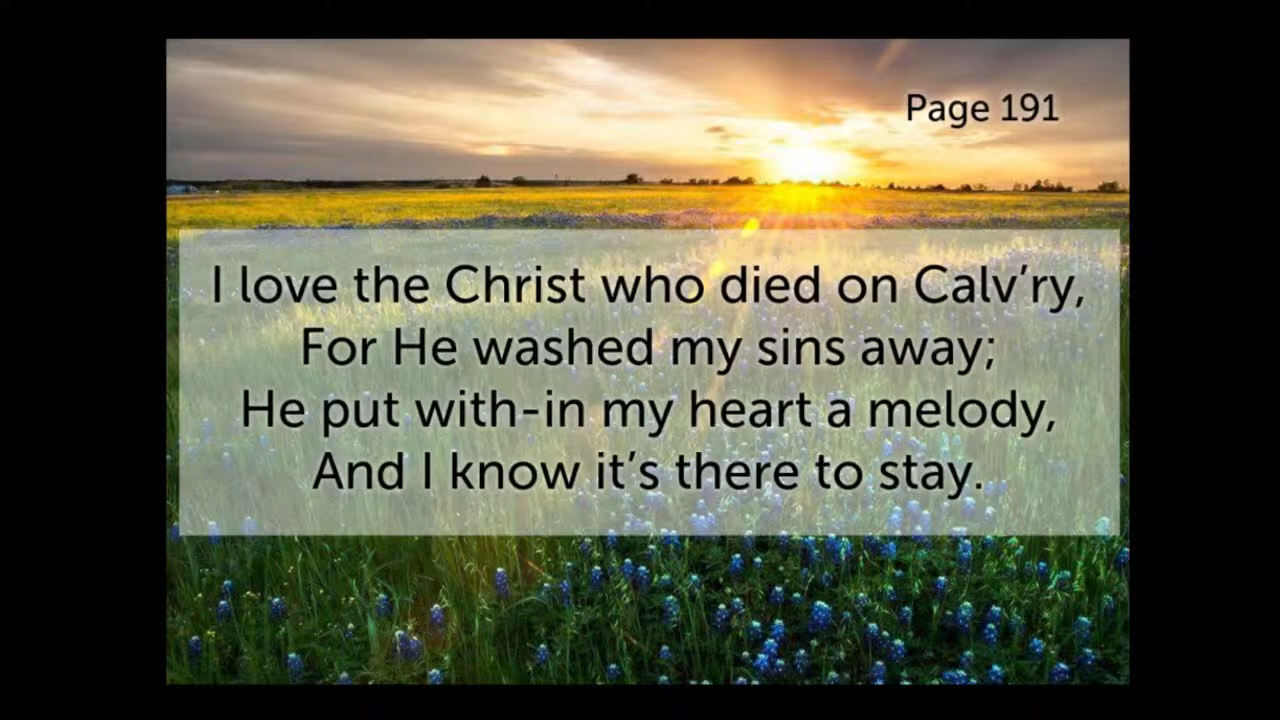 Page 191
I love the Christ who died on Calv’ry,
For He washed my sins away;
He put with-in my heart a melody,
And I know it’s there to stay.